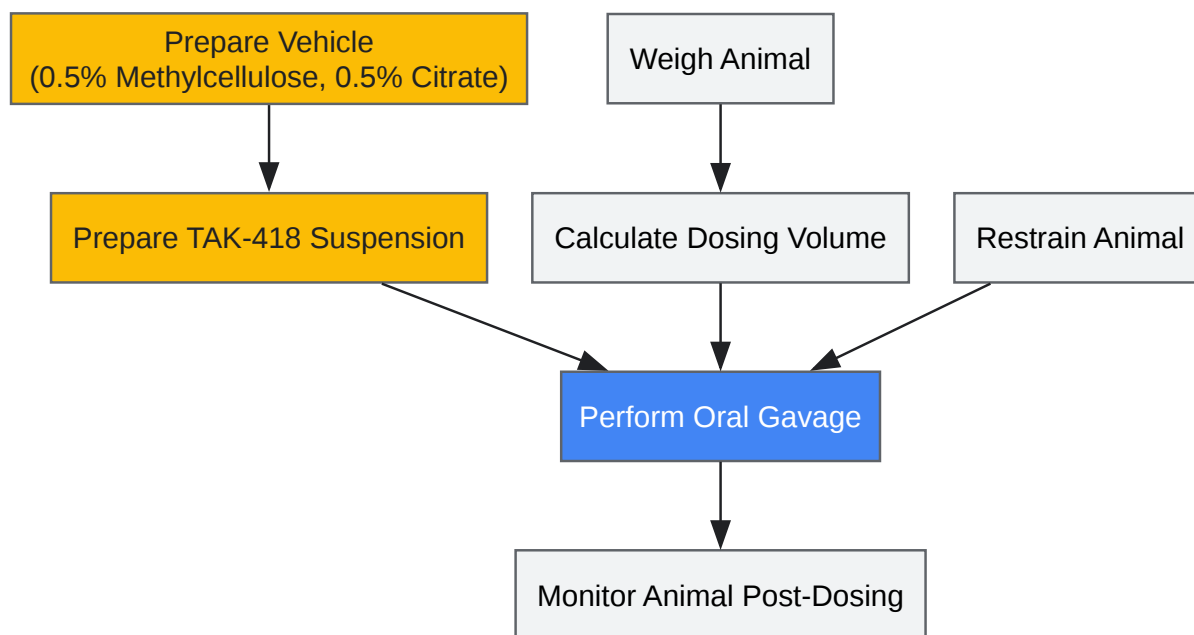 Prepare Vehicle
(0.5% Methylcellulose, 0.5% Citrate)
Weigh Animal
Prepare TAK-418 Suspension
Calculate Dosing Volume
Restrain Animal
Perform Oral Gavage
Monitor Animal Post-Dosing